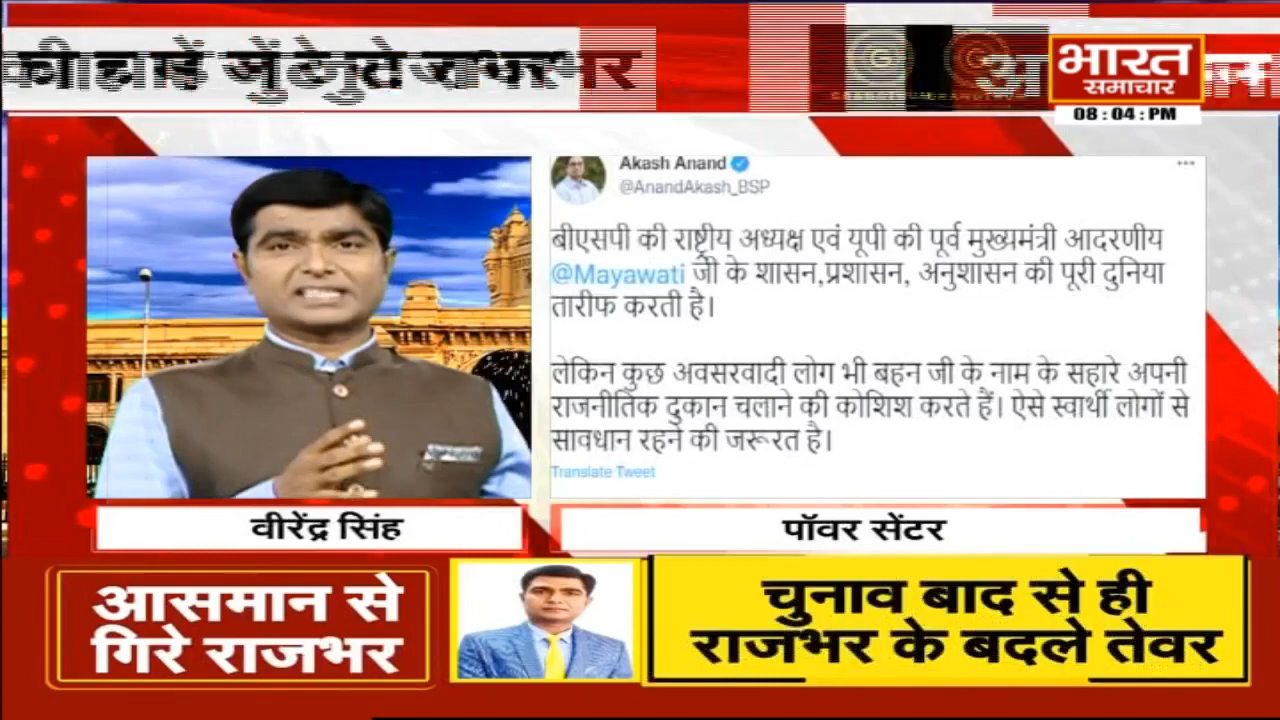 भारत
समाचार
08 : 04 : PM
Akash Anand
@AnandAkash_BSP
बीएसपी की राष्ट्रीय अध्यक्ष एवं यूपी की पूर्व मुख्यमंत्री आदरणीय
@Mayawati जी के शासन,प्रशासन, अनुशासन की पूरी दुनिया
तारीफ करती है।
लेकिन कुछ अवसरवादी लोग भी बहन जी के नाम के सहारे अपनी
राजनीतिक दुकान चलाने की कोशिश करते हैं। ऐसे स्वार्थी लोगों से
सावधान रहने की जरूरत है।
Translate Tweet
वीरेंद्र सिंह
पॉवर सेंटर
आसमान से
गिरे राजभर
चुनाव बाद से ही
राजभर के बदले तेवर